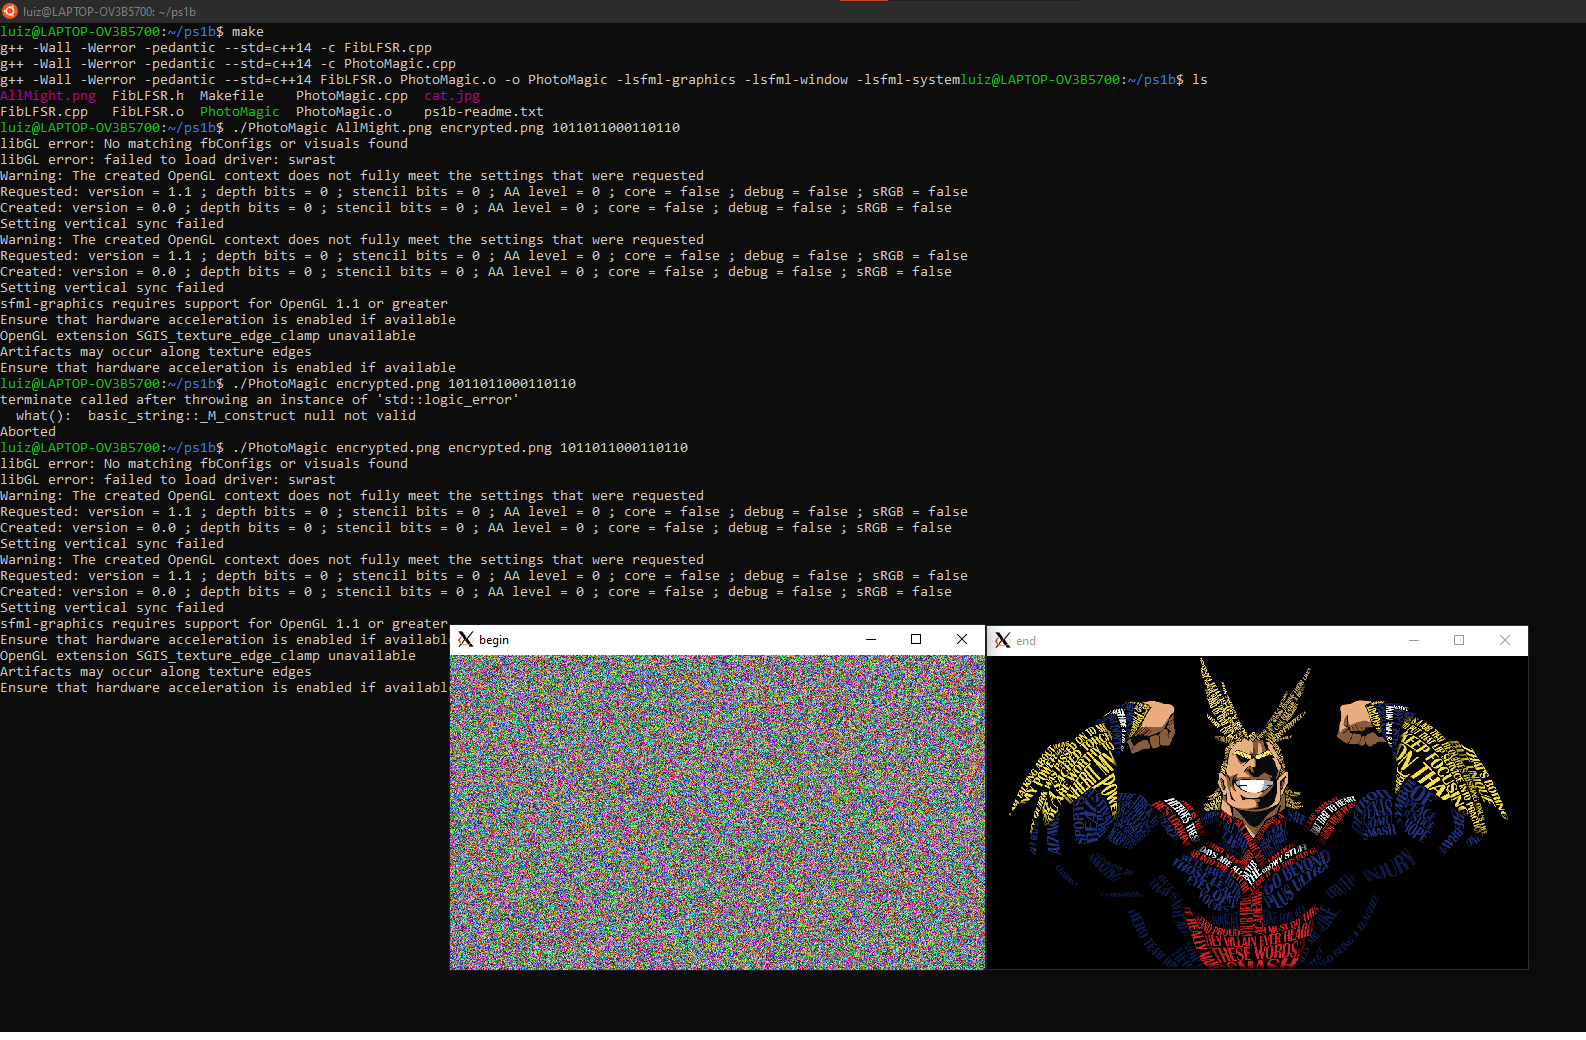 luiz@LAPTOP-OV3B5700: ~/ps1b
luiz@LAPTOP-OV3B5700:~/ps1b$ make
g++ -Wall -Werror -pedantic --std=c++14 -c FibLFSR.cpp
g++ -Wall -Werror -pedantic --std=c++14 -c PhotoMagic.cpp
g++ -Wall -Werror -pedantic --std=c++14 FibLFSR.o PhotoMagic.o -o PhotoMagic -lsfml-graphics -lsfml-window -lsfml-systemluiz@LAPTOP-OV3B5700:~/ps1b$ ls
AllMight.png  FibLFSR.h  Makefile    PhotoMagic.cpp  cat.jpg
FibLFSR.cpp   FibLFSR.o  PhotoMagic  PhotoMagic.o    ps1b-readme.txt
luiz@LAPTOP-OV3B5700:~/ps1b$ ./PhotoMagic AllMight.png encrypted.png 1011011000110110
libGL error: No matching fbConfigs or visuals found
libGL error: failed to load driver: swrast
Warning: The created OpenGL context does not fully meet the settings that were requested
Requested: version = 1.1 ; depth bits = 0 ; stencil bits = 0 ; AA level = 0 ; core = false ; debug = false ; sRGB = false
Created: version = 0.0 ; depth bits = 0 ; stencil bits = 0 ; AA level = 0 ; core = false ; debug = false ; sRGB = false
Setting vertical sync failed
Warning: The created OpenGL context does not fully meet the settings that were requested
Requested: version = 1.1 ; depth bits = 0 ; stencil bits = 0 ; AA level = 0 ; core = false ; debug = false ; sRGB = false
Created: version = 0.0 ; depth bits = 0 ; stencil bits = 0 ; AA level = 0 ; core = false ; debug = false ; sRGB = false
Setting vertical sync failed
sfml-graphics requires support for OpenGL 1.1 or greater
Ensure that hardware acceleration is enabled if available
OpenGL extension SGIS_texture_edge_clamp unavailable
Artifacts may occur along texture edges
Ensure that hardware acceleration is enabled if available
luiz@LAPTOP-OV3B5700:~/ps1b$ ./PhotoMagic encrypted.png 1011011000110110
terminate called after throwing an instance of 'std::logic_error'
  what():  basic_string::_M_construct null not valid
Aborted
luiz@LAPTOP-OV3B5700:~/ps1b$ ./PhotoMagic encrypted.png encrypted.png 1011011000110110
libGL error: No matching fbConfigs or visuals found
libGL error: failed to load driver: swrast
Warning: The created OpenGL context does not fully meet the settings that were requested
Requested: version = 1.1 ; depth bits = 0 ; stencil bits = 0 ; AA level = 0 ; core = false ; debug = false ; sRGB = false
Created: version = 0.0 ; depth bits = 0 ; stencil bits = 0 ; AA level = 0 ; core = false ; debug = false ; sRGB = false
Setting vertical sync failed
Warning: The created OpenGL context does not fully meet the settings that were requested
Requested: version = 1.1 ; depth bits = 0 ; stencil bits = 0 ; AA level = 0 ; core = false ; debug = false ; sRGB = false
Created: version = 0.0 ; depth bits = 0 ; stencil bits = 0 ; AA level = 0 ; core = false ; debug = false ; sRGB = false
Setting vertical sync failed
sfml-graphics requires support for OpenGL 1.1 or greater
Ensure that hardware acceleration is enabled if availabl
OpenGL extension SGIS_texture_edge_clamp unavailable
Artifacts may occur along texture edges
Ensure that hardware acceleration is enabled if availabl
begin
end
DAYS ARE ALL
STUFF
GO BEYOND
PLUS ULTRA
INJURY
THESE WORDS
SMASH